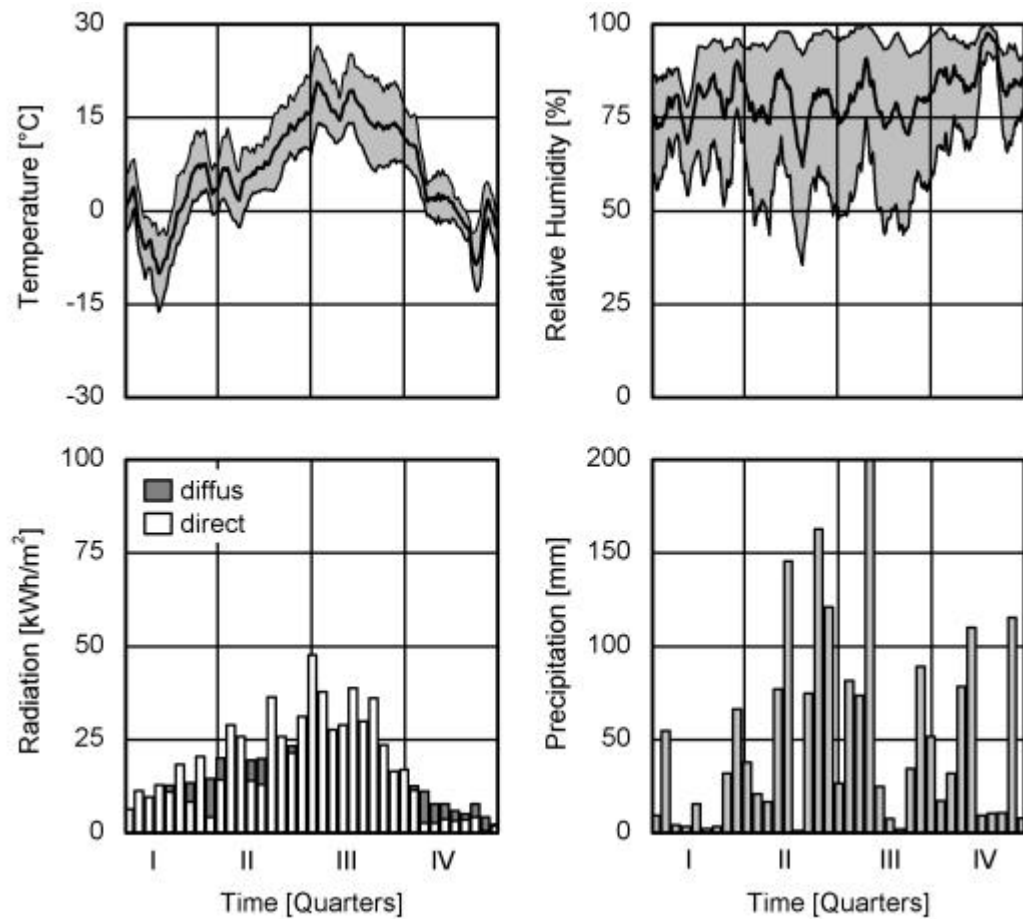 30
15
0
-15
-30
Temperature [°C]
100
75
50
25
0
Relative Humidity [%]
100
75
50
25
0
Radiation [kWh/m²]
diffus
direct
I II III IV
Time [Quarters]
200
150
100
50
0
Precipitation [mm]
I II III IV
Time [Quarters]